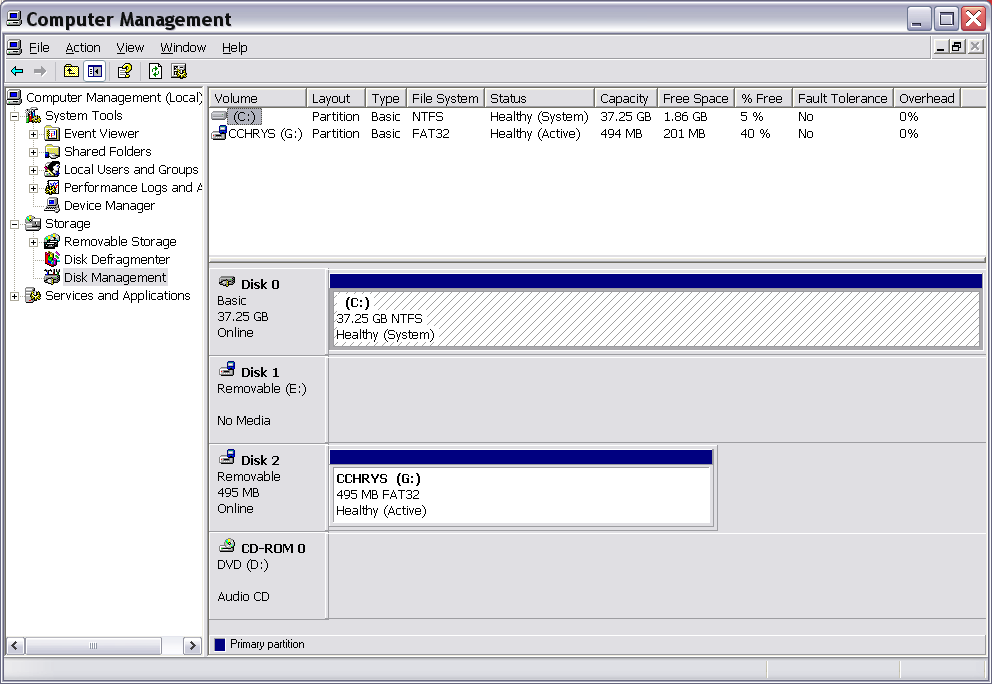 Computer Management
File Action View Window Help
Computer Management (Local)
System Tools
Event Viewer
Shared Folders
Local Users and Groups
Performance Logs and A
Device Manager
Storage
Removable Storage
Disk Defragmenter
Disk Management
Services and Applications
Volume Layout Type File System Status Capacity Free Space % Free Fault Tolerance Overhead
(C:) Partition Basic NTFS Healthy (System) 37.25 GB 1.86 GB 5 % No 0%
CCHRYS (G:) Partition Basic FAT32 Healthy (Active) 494 MB 201 MB 40 % No 0%
Disk 0
Basic
37.25 GB
Online
(C:)
37.25 GB NTFS
Healthy (System)
Disk 1
Removable (E:)
No Media
Disk 2
Removable
495 MB
Online
CCHRYS (G:)
495 MB FAT32
Healthy (Active)
CD-ROM 0
DVD (D:)
Audio CD
Primary partition